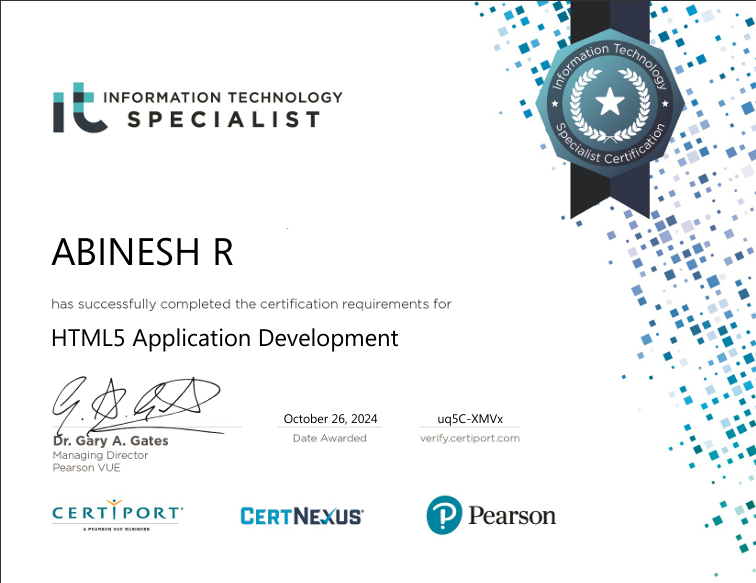 Information Technology
Specialist Certification
it INFORMATION TECHNOLOGY
SPECIALIST
ABINESH R
has successfully completed the certification requirements for
HTML5 Application Development
Dr. Gary A. Gates
Managing Director
Pearson VUE
October 26, 2024
Date Awarded
uq5C-XMVx
verify.certiport.com
CERTIPORT
A PEARSON VUE BUSINESS
CERTNEXUS
P Pearson